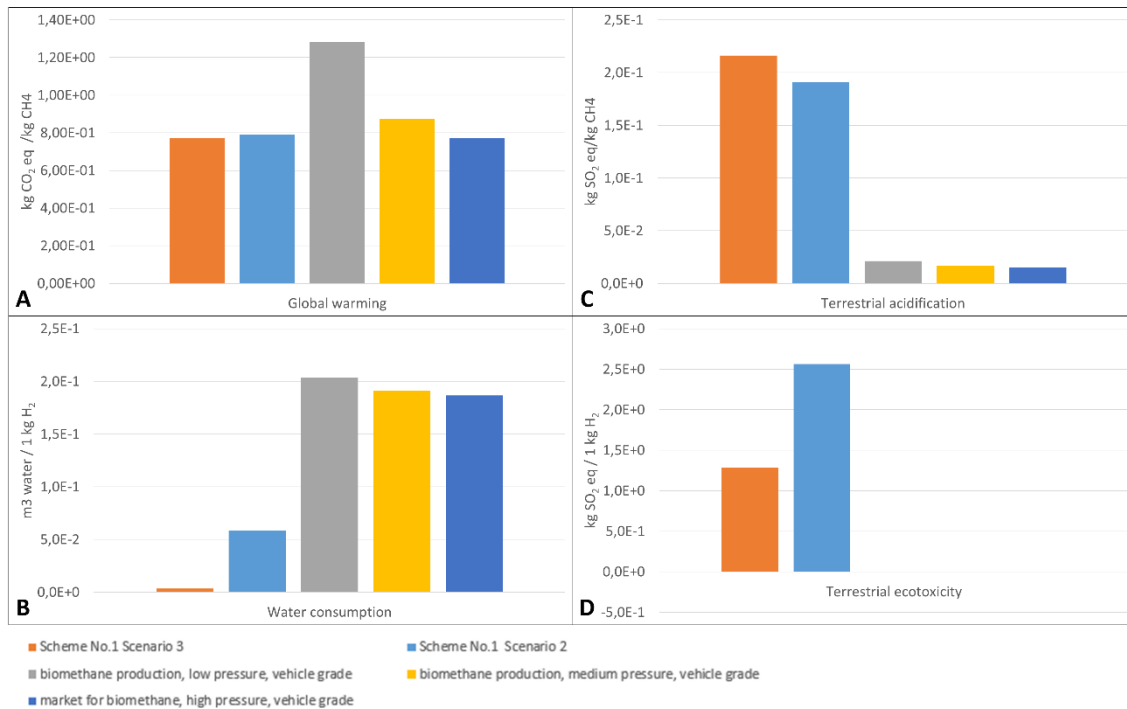 1,40E+00
1,20E+00
1,00E+00
8,00E-01
6,00E-01
4,00E-01
2,00E-01
0,00E+00
kg CO2 eq /kg CH4
A
Global warming
2,5E-1
2,0E-1
1,5E-1
1,0E-1
5,0E-2
0,0E+0
kg SO2 eq/kg CH4
C
Terrestrial acidification
2,5E-1
2,0E-1
1,5E-1
1,0E-1
5,0E-2
0,0E+0
m3 water / 1 kg H2
B
Water consumption
3,0E+0
2,5E+0
2,0E+0
1,5E+0
1,0E+0
5,0E-1
0,0E+0
-5,0E-1
kg SO2 eq / 1 kg H2
D
Terrestrial ecotoxicity
Scheme No.1 Scenario 3
Scheme No.1 Scenario 2
biomethane production, low pressure, vehicle grade
biomethane production, medium pressure, vehicle grade
market for biomethane, high pressure, vehicle grade